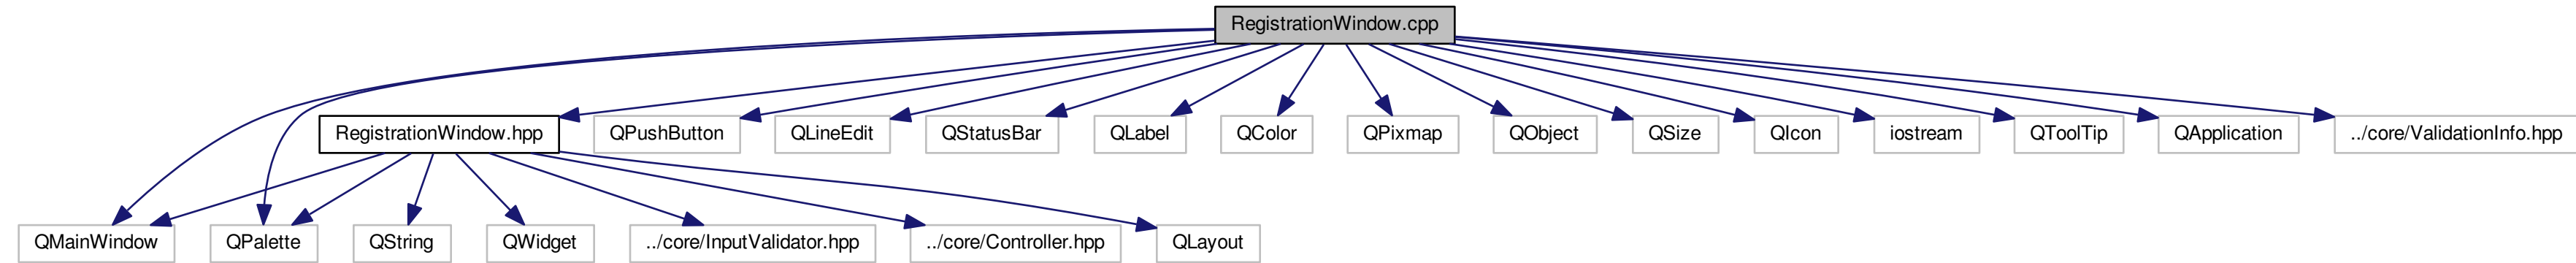 RegistrationWindow.cpp
RegistrationWindow.hpp
QPushButton
QLineEdit
QStatusBar
QLabel
QColor
QPixmap
QObject
QSize
QIcon
iostream
QToolTip
QApplication
../core/ValidationInfo.hpp
QMainWindow
QPalette
QString
QWidget
../core/InputValidator.hpp
../core/Controller.hpp
QLayout